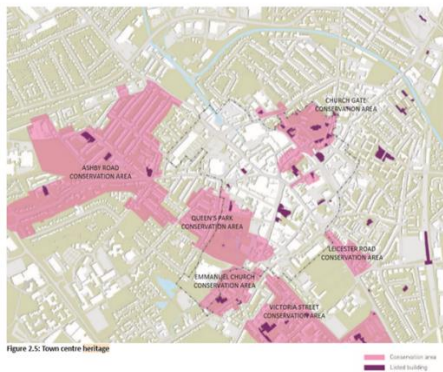 CHURCH GATE
CONSERVATION AREA
ASHBY ROAD
CONSERVATION AREA
QUEEN'S PARK
CONSERVATION AREA
LEICESTER ROAD
CONSERVATION AREA
EMMANUEL CHURCH
CONSERVATION AREA
VICTORIA STREET
CONSERVATION AREA
Figure 2.5: Town centre heritage
Conservation area
Listed building